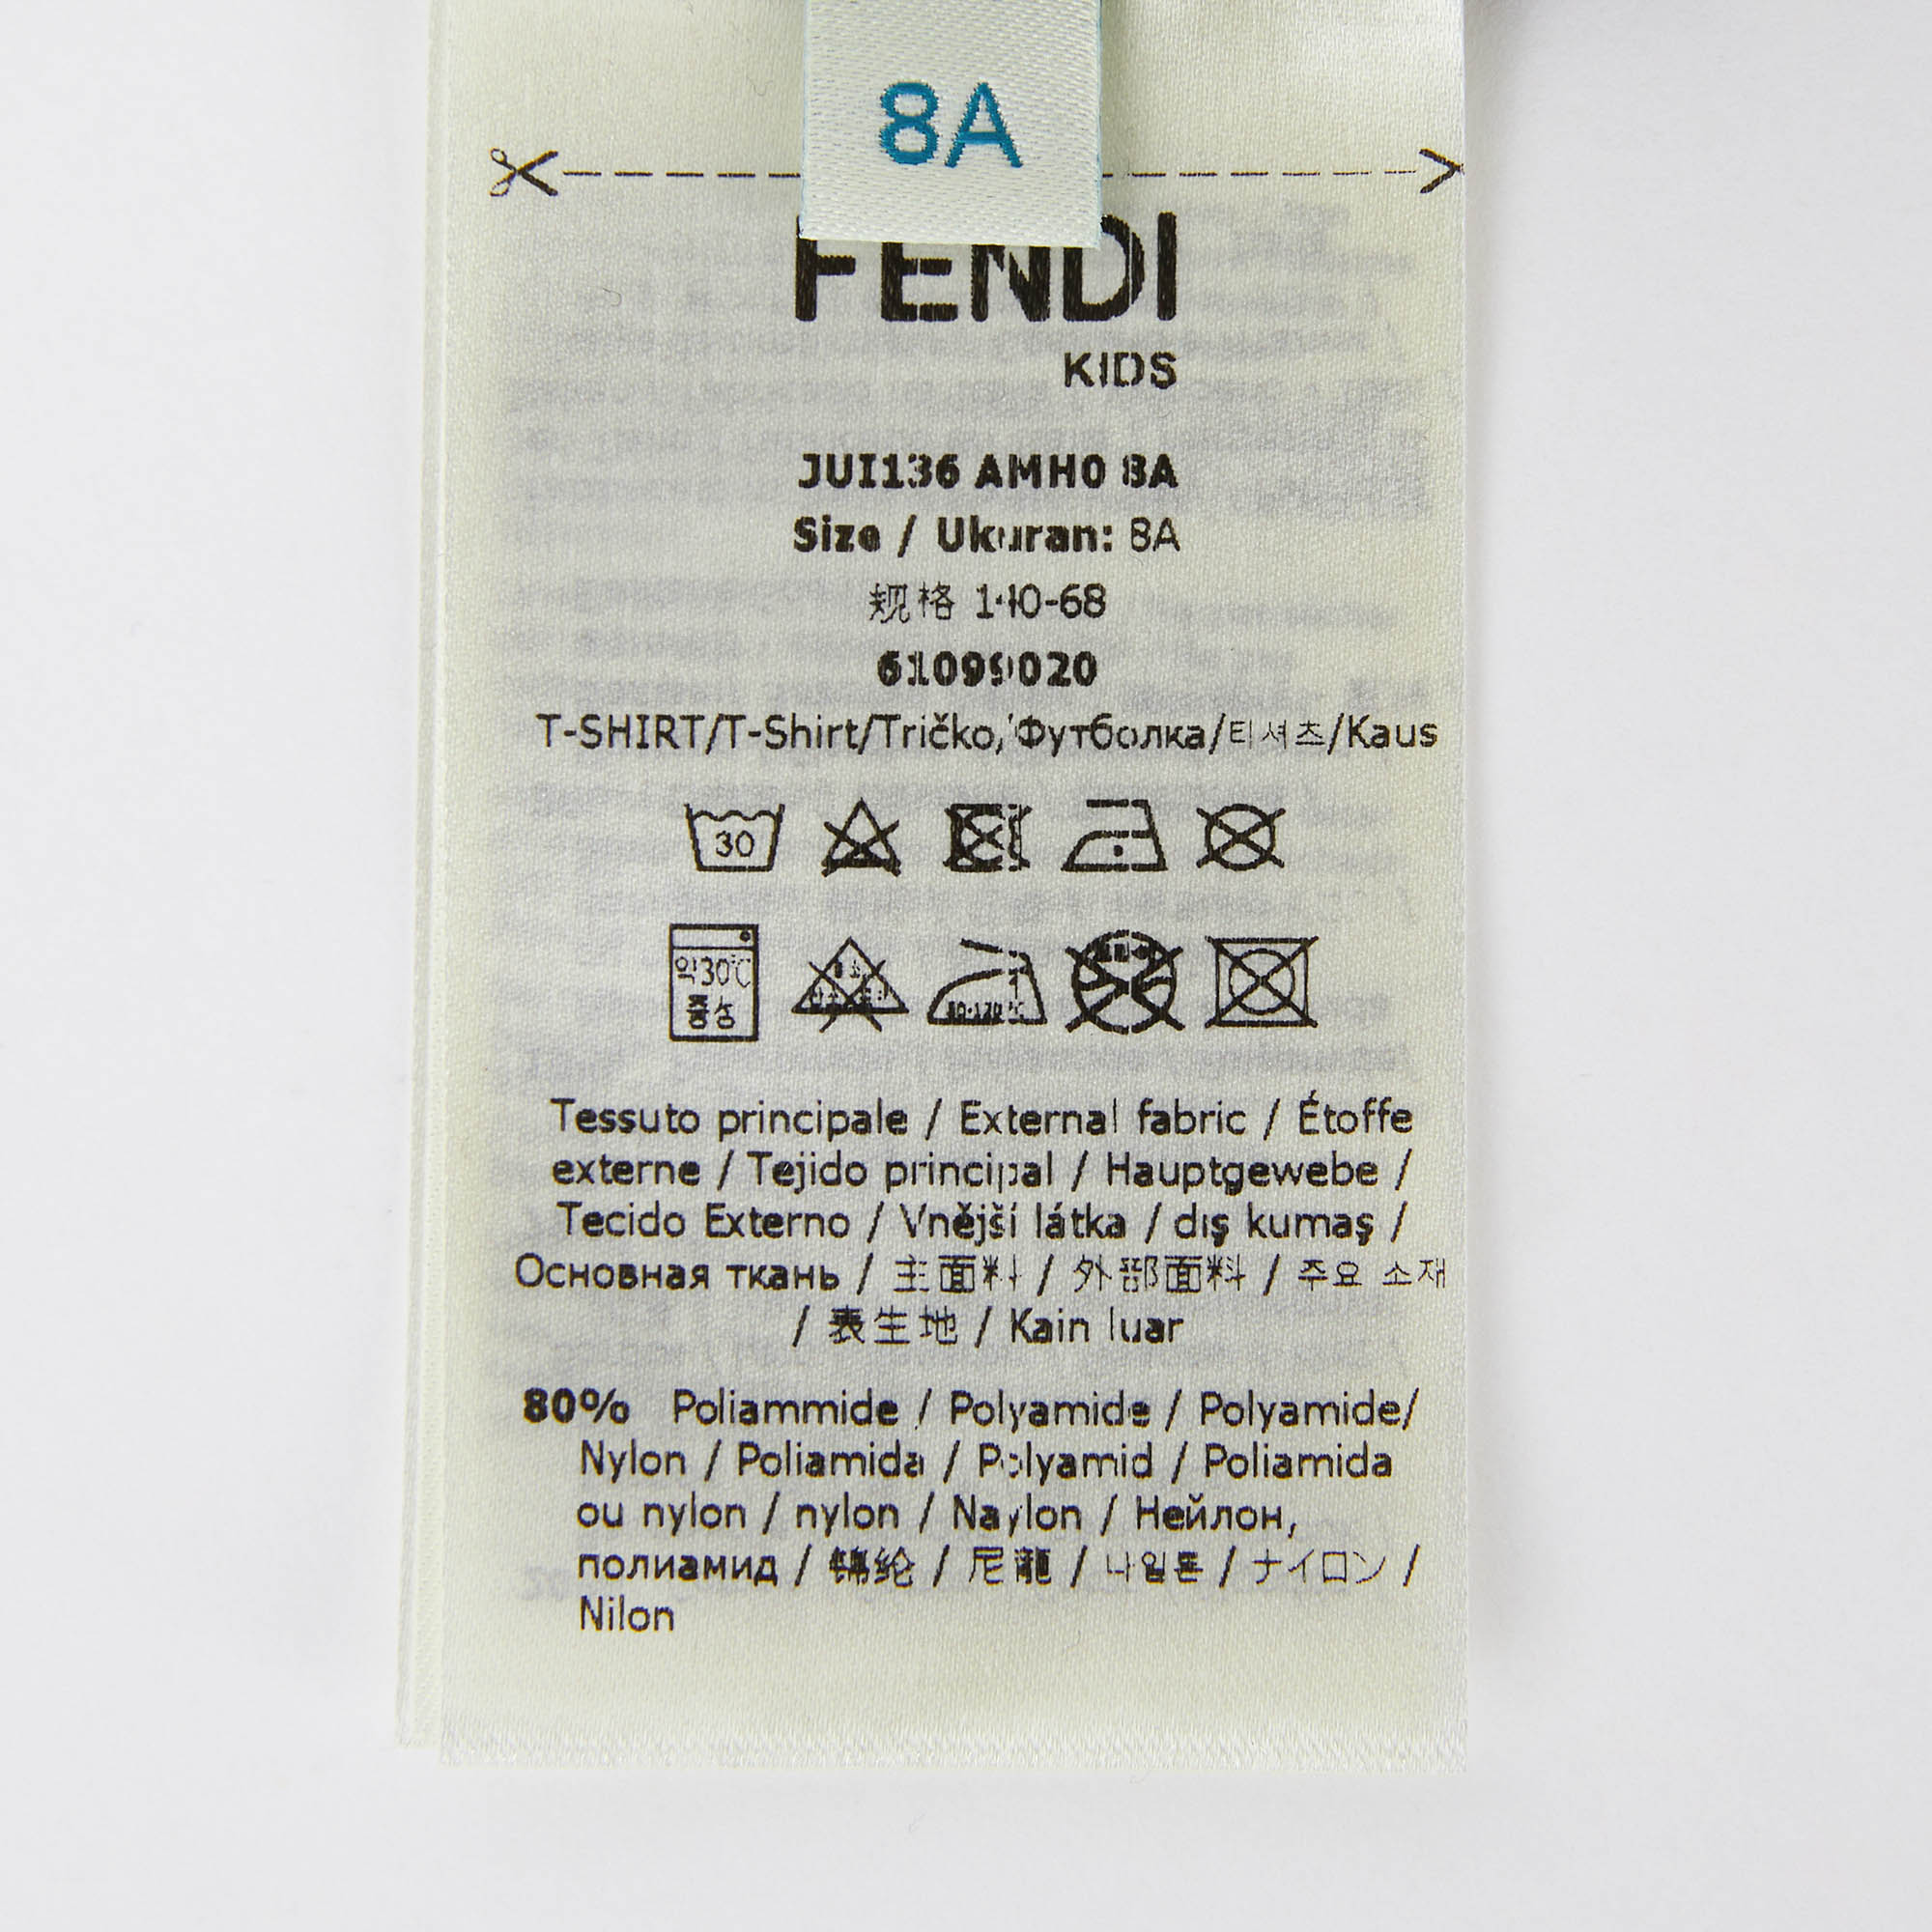 8A
FENDI
KIDS
JUI136 AMH0 8A
Size / Ukuran: 8A
规格 140-68
61099020
T-SHIRT/T-Shirt/Tričko/Футболка/티셔츠/Kaus
30
약30℃
중성
80-120℃
Tessuto principale / External fabric / Étoffe
externe / Tejido principal / Hauptgewebe /
Tecido Externo / Vnější látka / dış kumaş /
Основная ткань / 主面料 / 外部面料 / 주요 소재
/ 表生地 / Kain luar
80% Poliammide / Polyamide / Polyamide/
Nylon / Poliamida / Polyamid / Poliamida
ou nylon / nylon / Naylon / Нейлон,
полиамид / 锦纶 / 尼龍 / 나일론 / ナイロン /
Nilon